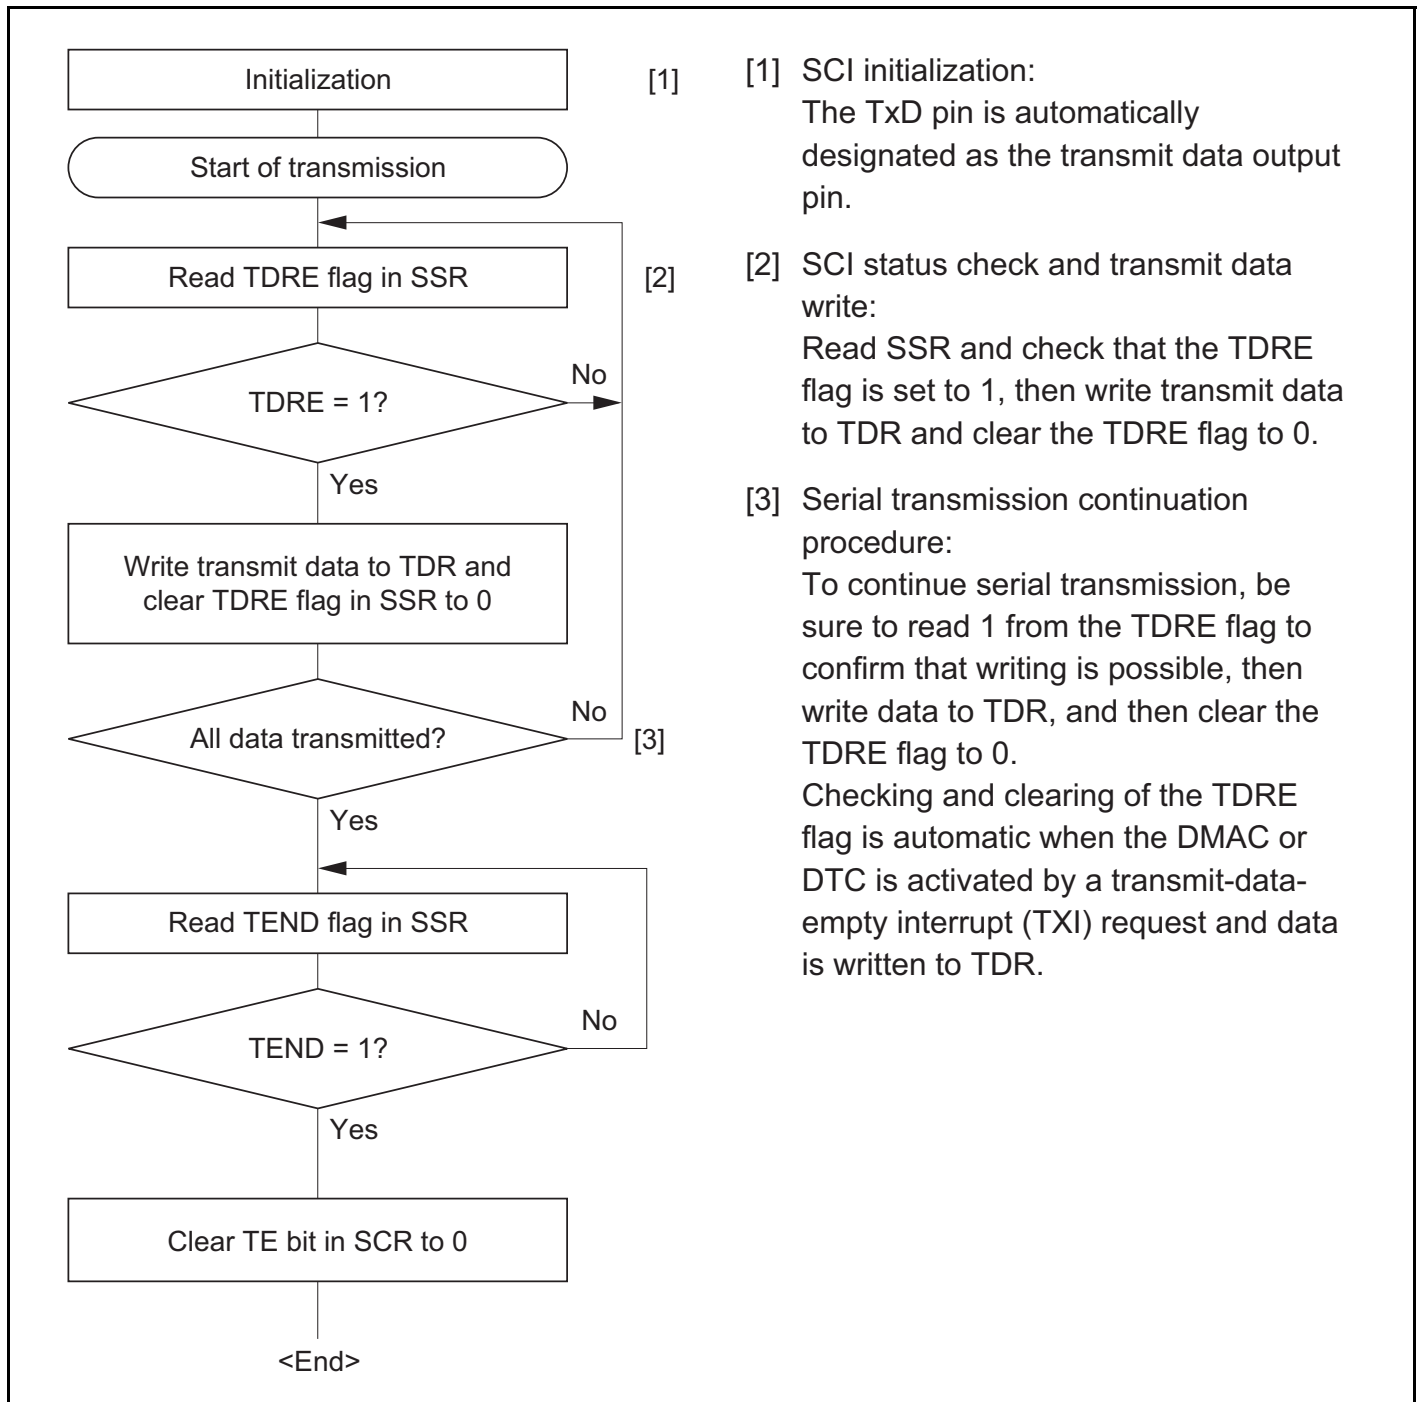 Initialization
[1]
Start of transmission
Read TDRE flag in SSR
[2]
TDRE = 1?
No
Yes
Write transmit data to TDR and
clear TDRE flag in SSR to 0
All data transmitted?
No
[3]
Yes
Read TEND flag in SSR
TEND = 1?
No
Yes
Clear TE bit in SCR to 0
<End>
[1] SCI initialization:
The TxD pin is automatically
designated as the transmit data output
pin.
[2] SCI status check and transmit data
write:
Read SSR and check that the TDRE
flag is set to 1, then write transmit data
to TDR and clear the TDRE flag to 0.
[3] Serial transmission continuation
procedure:
To continue serial transmission, be
sure to read 1 from the TDRE flag to
confirm that writing is possible, then
write data to TDR, and then clear the
TDRE flag to 0.
Checking and clearing of the TDRE
flag is automatic when the DMAC or
DTC is activated by a transmit-data-
empty interrupt (TXI) request and data
is written to TDR.